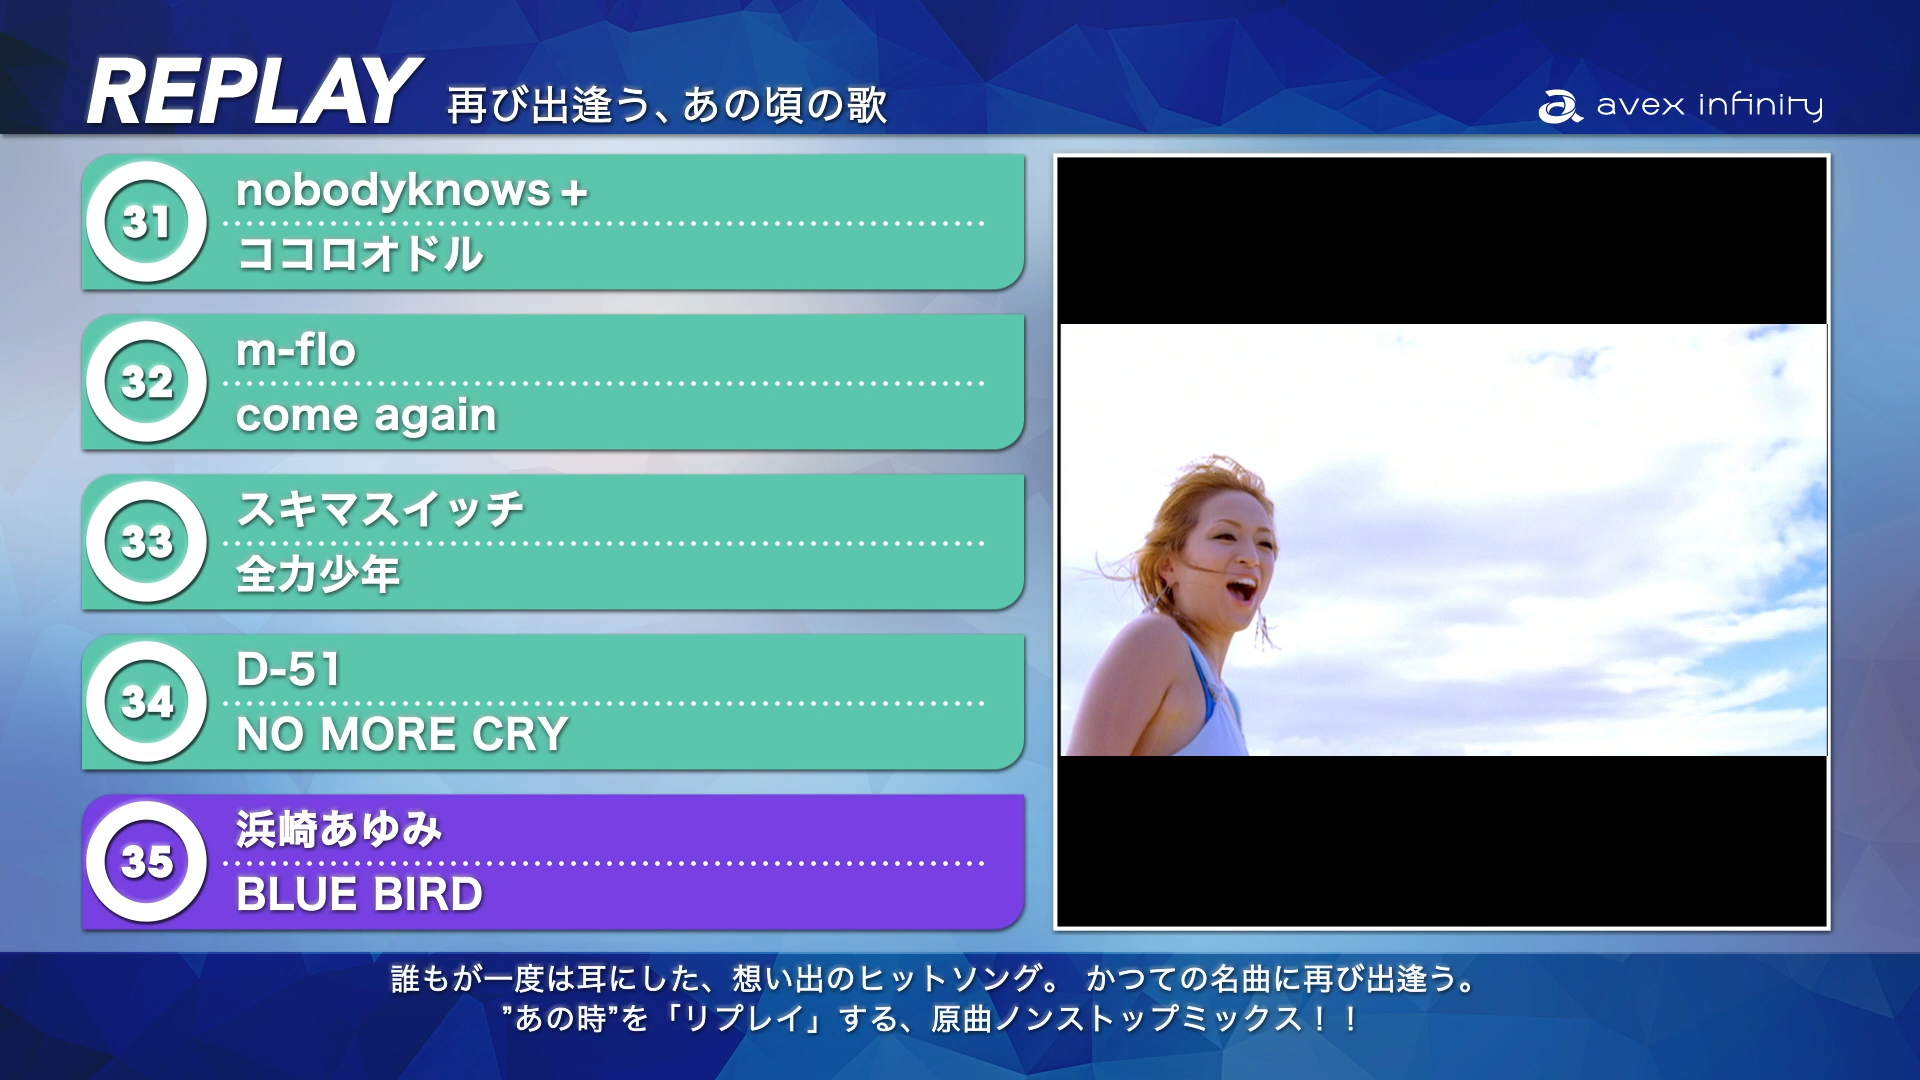 REPLAY 再び出逢う、あの頃の歌
avex infinity
31
nobodyknows+
ココロオドル
32
m-flo
come again
33
スキマスイッチ
全力少年
34
D-51
NO MORE CRY
35
浜崎あゆみ
BLUE BIRD
誰もが一度は耳にした、想い出のヒットソング。 かつての名曲に再び出逢う。
”あの時”を「リプレイ」する、原曲ノンストップミックス！！